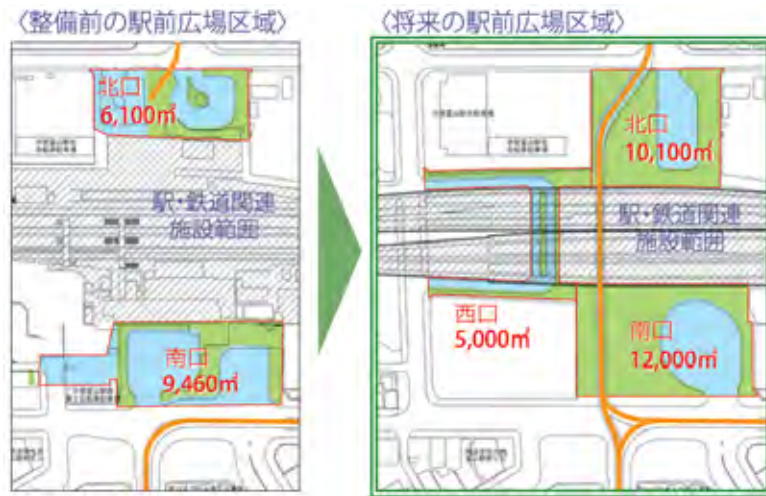 〈整備前の駅前広場区域〉
北口
6,100㎡
駅・鉄道関連
施設範囲
南口
9,460㎡
〈将来の駅前広場区域〉
北口
10,100㎡
駅・鉄道関連
施設範囲
西口
5,000㎡
南口
12,000㎡